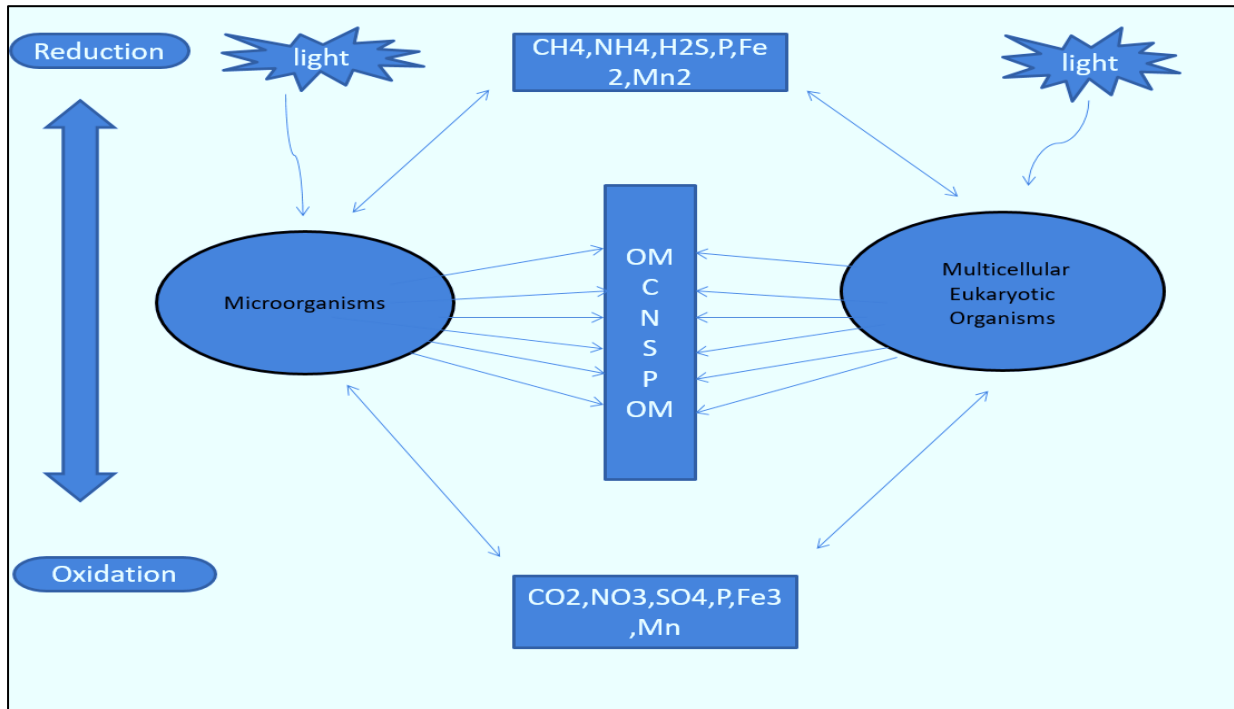 Reduction
light
CH4,NH4,H2S,P,Fe
2,Mn2
light
Microorganisms
OM
C
N
S
P
OM
Multicellular
Eukaryotic
Organisms
Oxidation
CO2,NO3,SO4,P,Fe3
,Mn